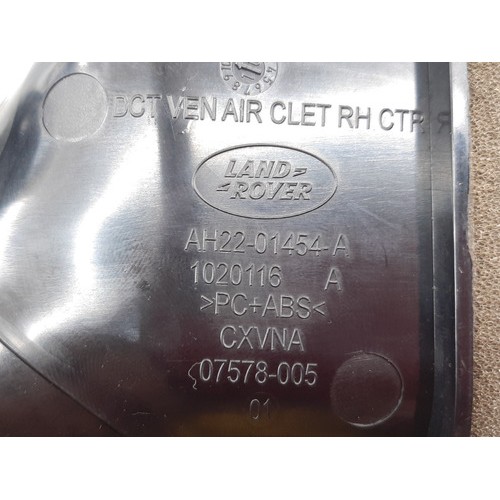 DCT VEN AIR CLET RH CTR
LAND-
-ROVER
AH22-01454-A
1020116 A
>PC+ABS<
CXVNA
07578-005
01